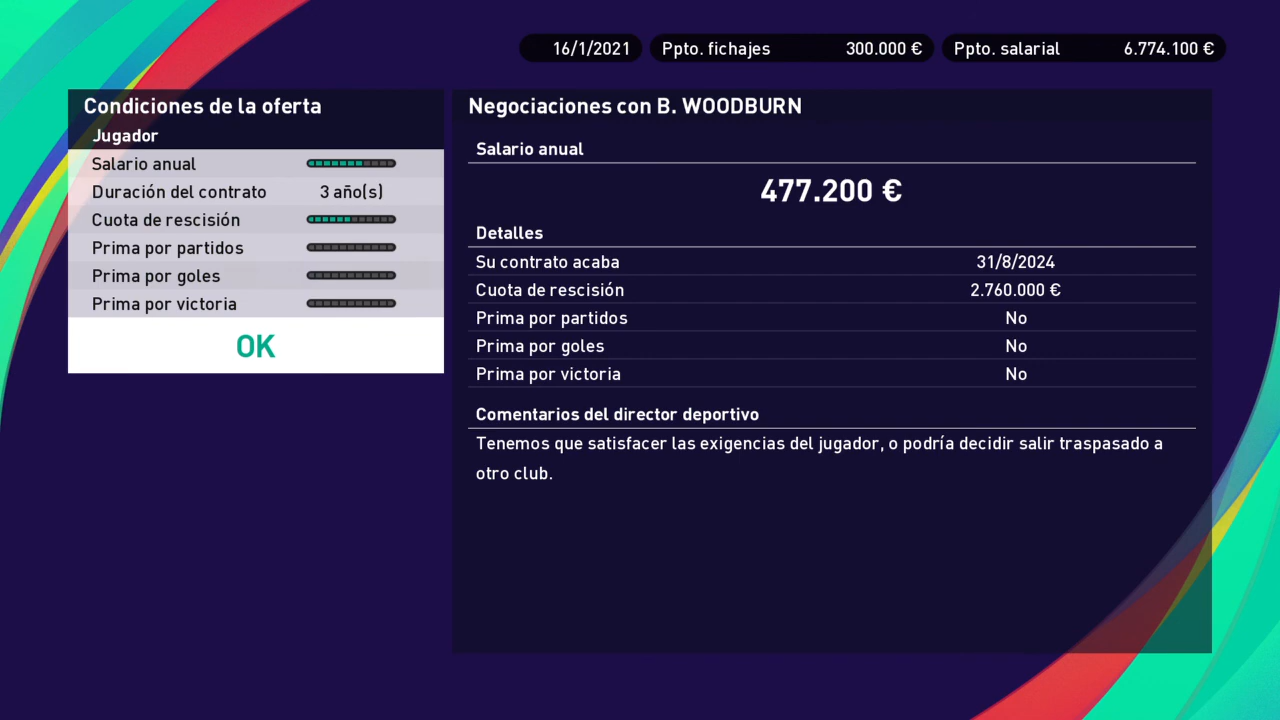 16/1/2021 Ppto. fichajes 300.000 € Ppto. salarial 6.774.100 €
Condiciones de la oferta
Jugador
Salario anual
Duración del contrato 3 año(s)
Cuota de rescisión
Prima por partidos
Prima por goles
Prima por victoria
OK
Negociaciones con B. WOODBURN
Salario anual
477.200 €
Detalles
Su contrato acaba 31/8/2024
Cuota de rescisión 2.760.000 €
Prima por partidos No
Prima por goles No
Prima por victoria No
Comentarios del director deportivo
Tenemos que satisfacer las exigencias del jugador, o podría decidir salir traspasado a
otro club.